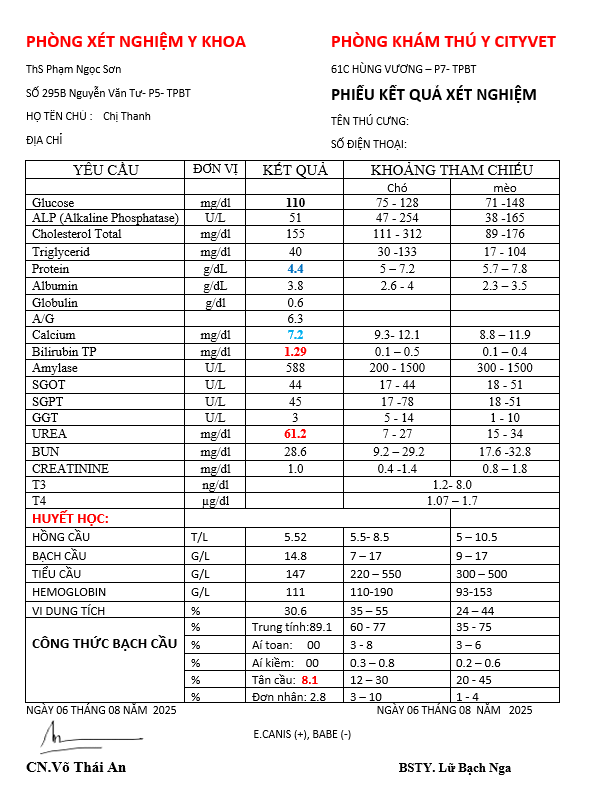 PHÒNG XÉT NGHIỆM Y KHOA
PHÒNG KHÁM THÚ Y CITYVET
ThS Phạm Ngọc Sơn
61C HÙNG VƯƠNG – P7- TPBT
SỐ 295B Nguyễn Văn Tư- P5- TPBT
PHIẾU KẾT QUẢ XÉT NGHIỆM
HỌ TÊN CHỦ : Chị Thanh
TÊN THÚ CƯNG:
ĐỊA CHỈ
SỐ ĐIỆN THOẠI:
YÊU CẦU ĐƠN VỊ KẾT QUẢ KHOẢNG THAM CHIẾU
Chó mèo
Glucose mg/dl 110 75 - 128 71 -148
ALP (Alkaline Phosphatase) U/L 51 47 - 254 38 -165
Cholesterol Total mg/dl 155 111 - 312 89 -176
Triglycerid mg/dl 40 30 -133 17 - 104
Protein g/dL 4.4 5 – 7.2 5.7 – 7.8
Albumin g/dL 3.8 2.6 - 4 2.3 – 3.5
Globulin g/dl 0.6
A/G 6.3
Calcium mg/dl 7.2 9.3- 12.1 8.8 – 11.9
Bilirubin TP mg/dl 1.29 0.1 – 0.5 0.1 – 0.4
Amylase U/L 588 200 - 1500 300 - 1500
SGOT U/L 44 17 - 44 18 - 51
SGPT U/L 45 17 -78 18 -51
GGT U/L 3 5 - 14 1 - 10
UREA mg/dl 61.2 7 - 27 15 - 34
BUN mg/dl 28.6 9.2 – 29.2 17.6 -32.8
CREATININE mg/dl 1.0 0.4 -1.4 0.8 – 1.8
T3 ng/dl 1.2- 8.0
T4 µg/dl 1.07 – 1.7
HUYẾT HỌC:
HỒNG CẦU T/L 5.52 5.5- 8.5 5 – 10.5
BẠCH CẦU G/L 14.8 7 – 17 9 – 17
TIỂU CẦU G/L 147 220 – 550 300 – 500
HEMOGLOBIN G/L 111 110-190 93-153
VI DUNG TÍCH % 30.6 35 – 55 24 – 44
CÔNG THỨC BẠCH CẦU
% Trung tính:89.1 60 - 77 35 - 75
% Aí toan: 00 3 - 8 3 – 6
% Aí kiềm: 00 0.3 – 0.8 0.2 – 0.6
% Tân cầu: 8.1 12 – 30 20 - 45
% Đơn nhân: 2.8 3 – 10 1 - 4
NGÀY 06 THÁNG 08 NĂM 2025
NGÀY 06 THÁNG 08 NĂM 2025
E.CANIS (+), BABE (-)
CN.Võ Thái An
BSTY. Lữ Bạch Nga